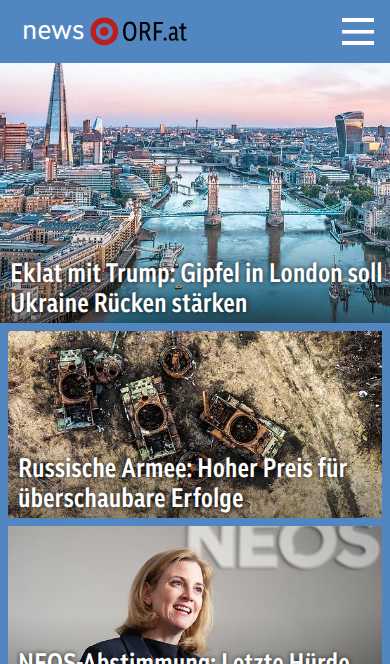 news ORF.at
Eklat mit Trump: Gipfel in London soll
Ukraine Rücken stärken
Russische Armee: Hoher Preis für
überschaubare Erfolge
NEOS
NEOS-Abstimmung: Letzte Hürde